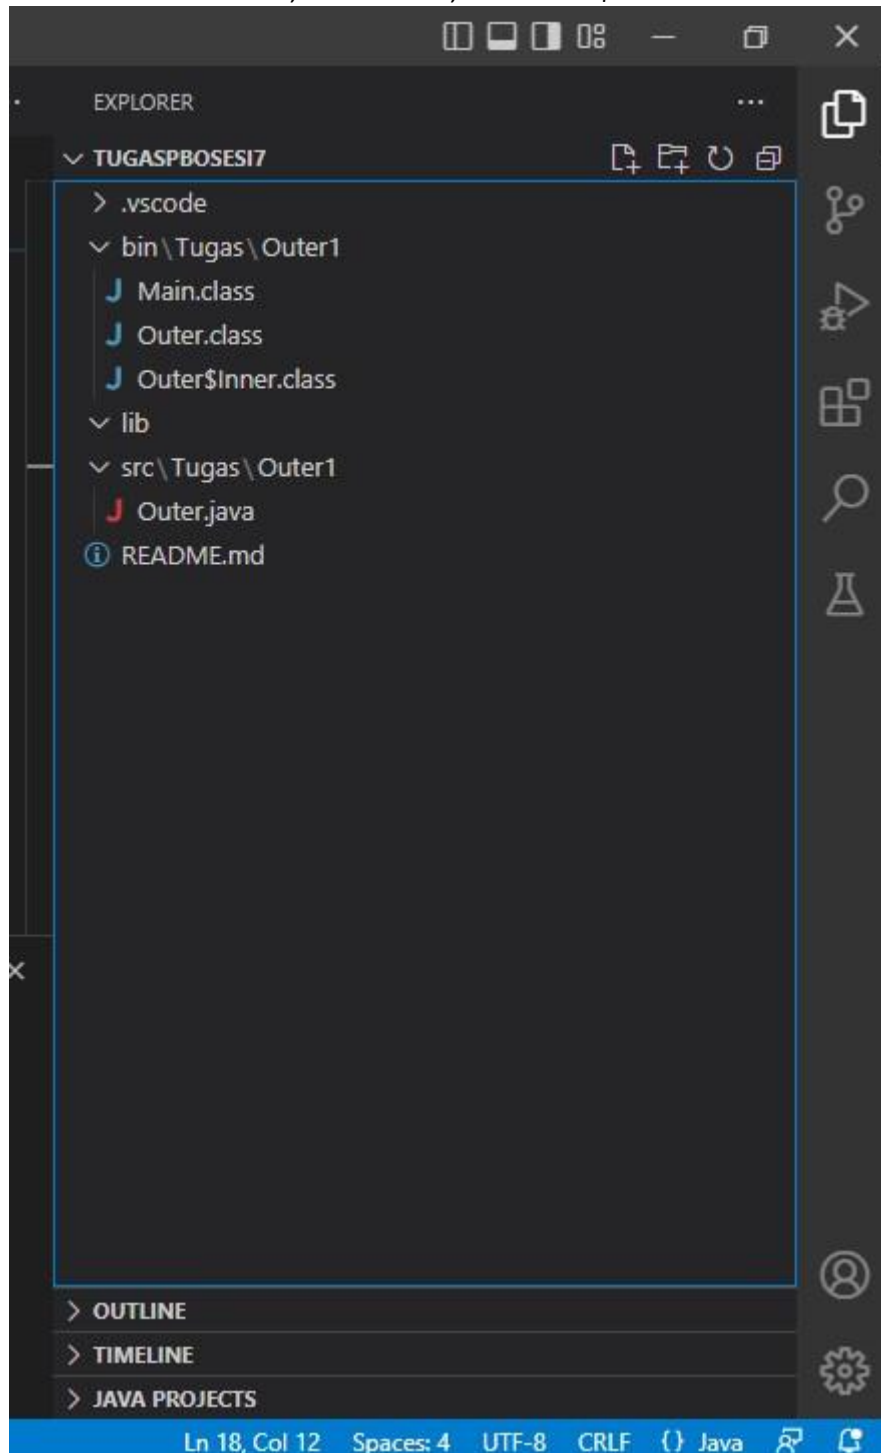 EXPLORER
TUGASPBOSESI7
.vscode
bin\Tugas\Outer1
J Main.class
J Outer.class
J Outer$Inner.class
lib
src\Tugas\Outer1
J Outer.java
README.md
OUTLINE
TIMELINE
JAVA PROJECTS
Ln 18, Col 12 Spaces: 4 UTF-8 CRLF {} Java